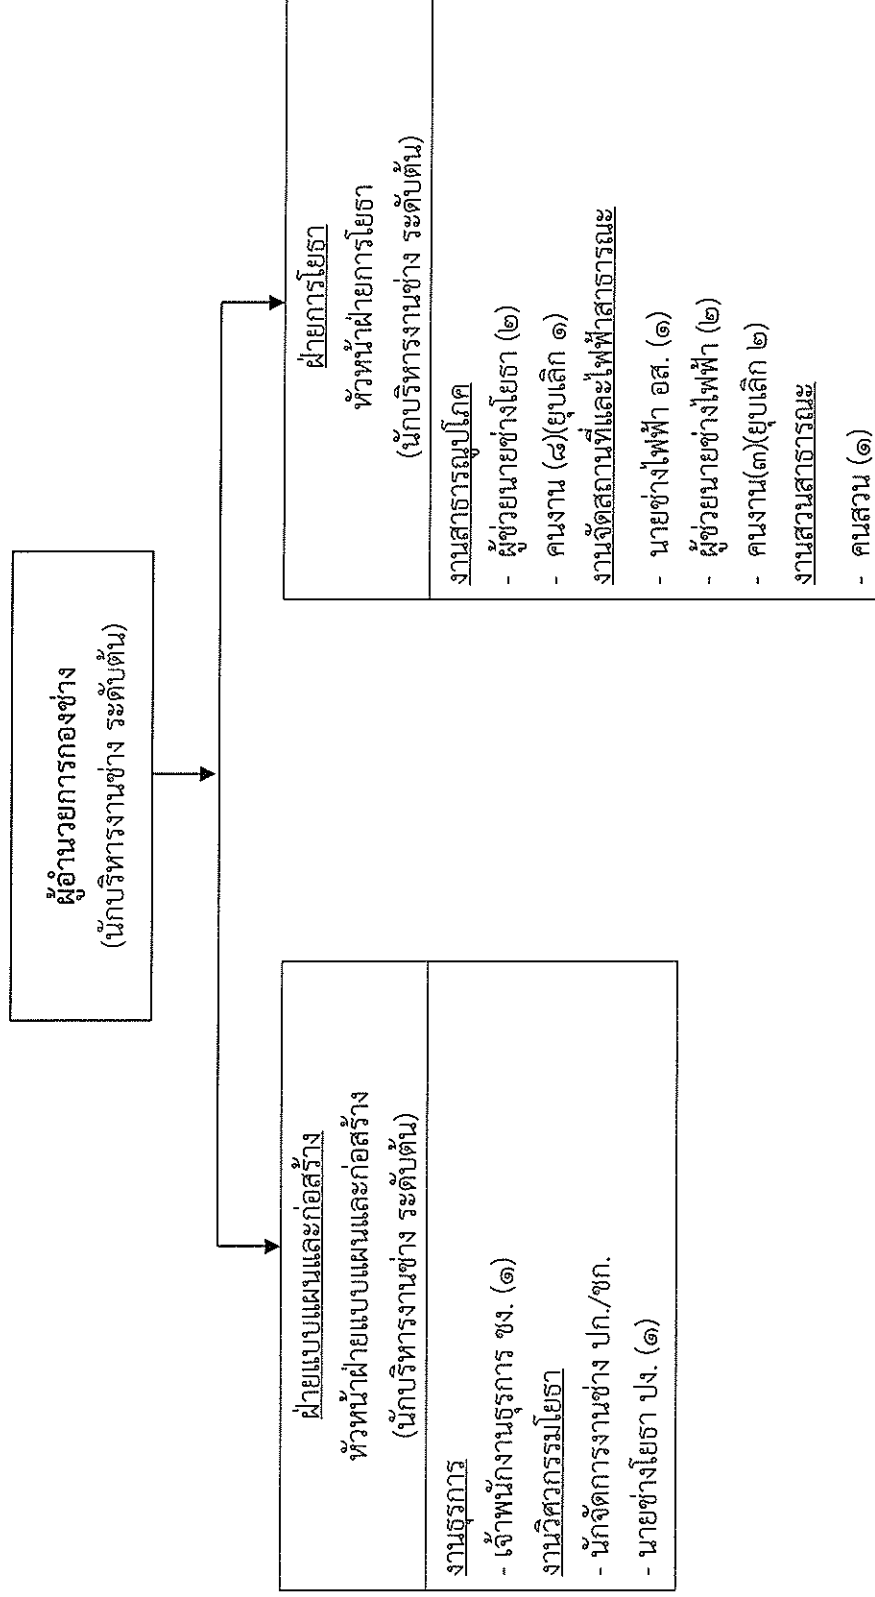 ผู้อำนวยการกองช่าง
(นักบริหารงานช่าง ระดับต้น)
ฝ่ายแบบแผนและก่อสร้าง
หัวหน้าฝ่ายแบบแผนและก่อสร้าง
(นักบริหารงานช่าง ระดับต้น)
งานธุรการ
- เจ้าพนักงานธุรการ ชง. (๑)
งานวิศวกรรมโยธา
- นักจัดการงานช่าง ปก./ชก.
- นายช่างโยธา ปง. (๑)
ฝ่ายการโยธา
หัวหน้าฝ่ายการโยธา
(นักบริหารงานช่าง ระดับต้น)
งานสาธารณูปโภค
- ผู้ช่วยนายช่างโยธา (๒)
- คนงาน (๘)(ยุบเลิก ๑)
งานจัดสถานที่และไฟฟ้าสาธารณะ
- นายช่างไฟฟ้า อส. (๑)
- ผู้ช่วยนายช่างไฟฟ้า (๒)
- คนงาน(๓)(ยุบเลิก ๒)
งานสวนสาธารณะ
- คนสวน (๑)